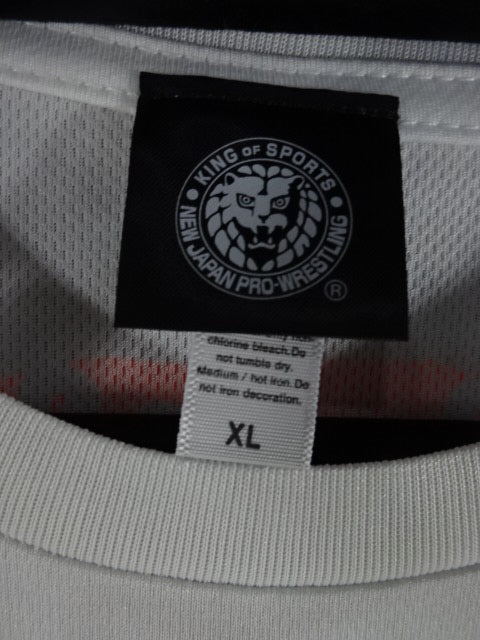 KING OF SPORTS
NEW JAPAN PRO-WRESTLING
®
chlorine bleach. Do
not tumble dry.
Medium / hot iron. Do
not iron decoration.
XL